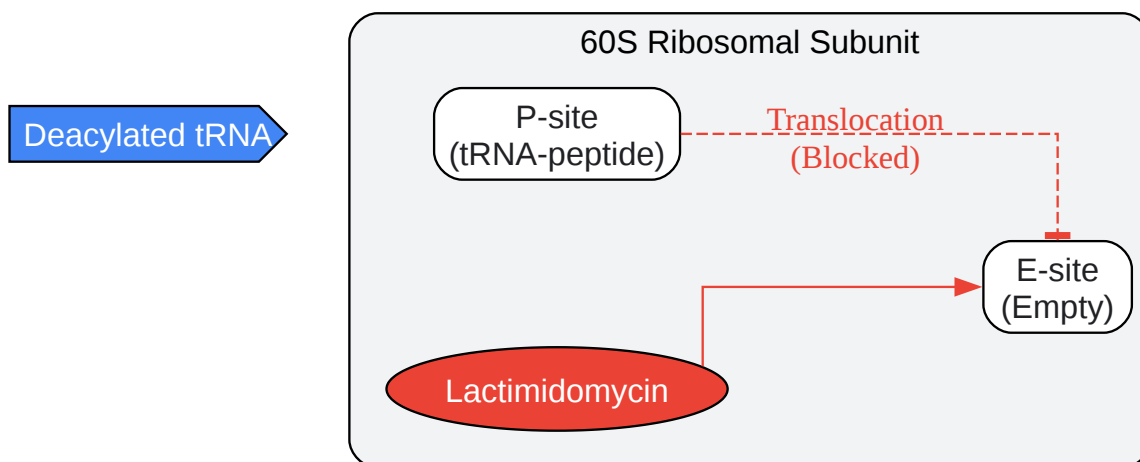 60S Ribosomal Subunit
Deacylated tRNA
P-site
(tRNA-peptide)
Translocation
(Blocked)
E-site
(Empty)
Lactimidomycin